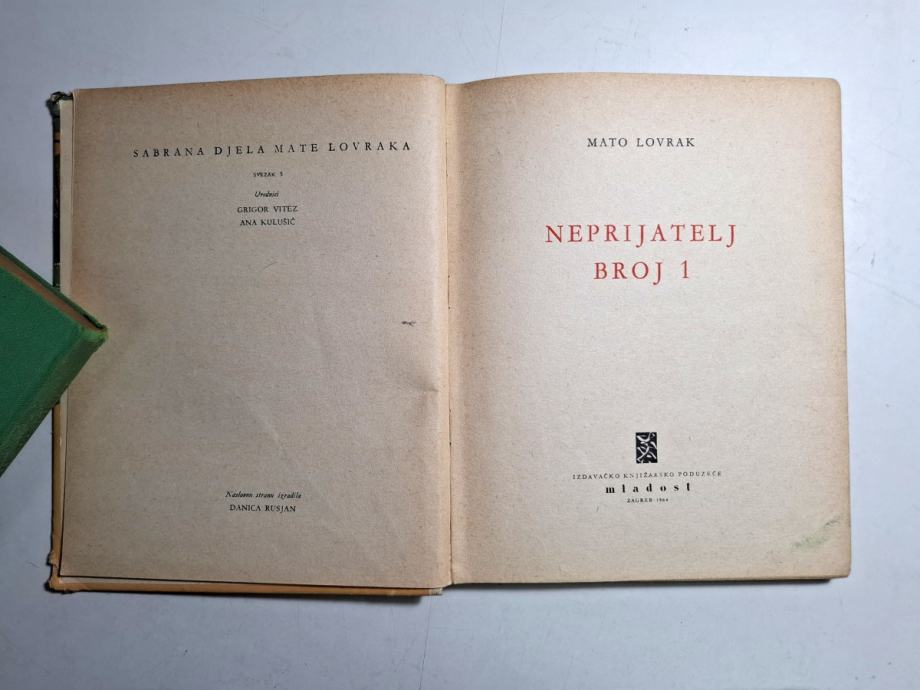 SABRANA DJELA MATE LOVRAKA
SVEZAK 5
Urednici
GRIGOR VITEZ
ANA KULUŠIĆ
Naslovnu stranu izradila
DANICA RUSJAN
MATO LOVRAK
NEPRIJATELJ
BROJ 1
IZDAVAČKO KNJIŽARSKO PODUZEĆE
mladost
ZAGREB 1964